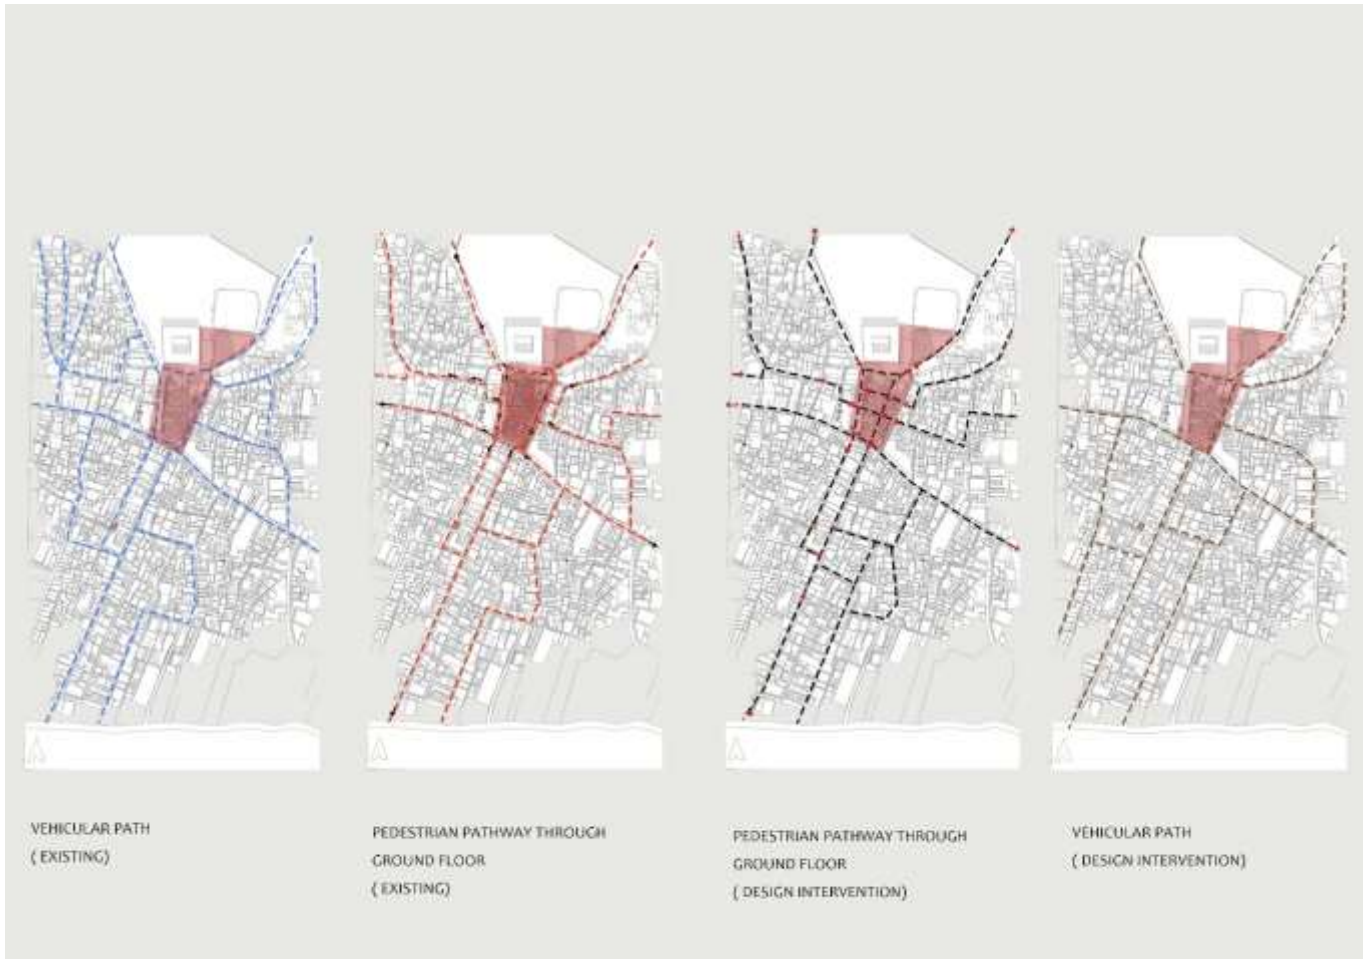 VEHICULAR PATH
( EXISTING)
PEDESTRIAN PATHWAY THROUGH
GROUND FLOOR
( EXISTING)
PEDESTRIAN PATHWAY THROUGH
GROUND FLOOR
( DESIGN INTERVENTION)
VEHICULAR PATH
( DESIGN INTERVENTION)